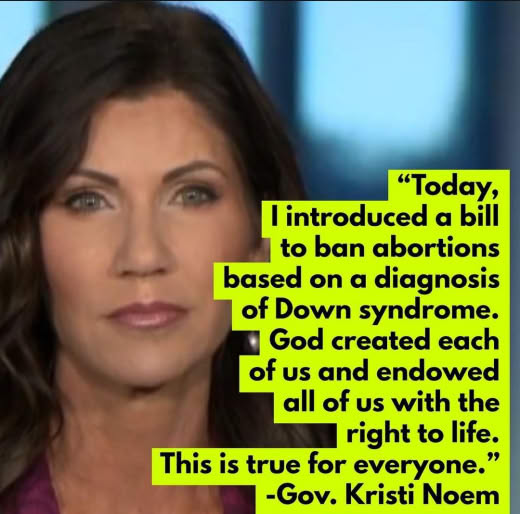 “Today,
I introduced a bill
to ban abortions
based on a diagnosis
of Down syndrome.
God created each
of us and endowed
all of us with the
right to life.
This is true for everyone.”
-Gov. Kristi Noem